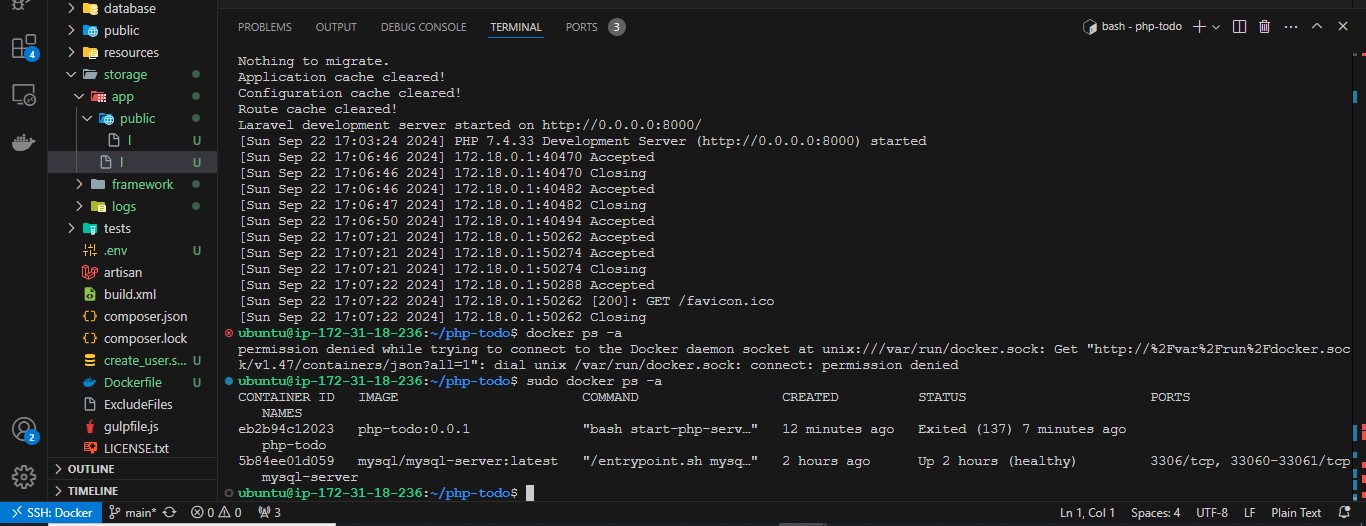 database
public
resources
storage
app
public
l U
l U
framework
logs
tests
.env U
artisan
build.xml
composer.json
composer.lock
create_user.s... U
Dockerfile U
ExcludeFiles
gulpfile.js
LICENSE.txt
OUTLINE
TIMELINE
4
2
PROBLEMS OUTPUT DEBUG CONSOLE TERMINAL PORTS 3 bash - php-todo
Nothing to migrate.
Application cache cleared!
Configuration cache cleared!
Route cache cleared!
Laravel development server started on http://0.0.0.0:8000/
[Sun Sep 22 17:03:24 2024] PHP 7.4.33 Development Server (http://0.0.0.0:8000) started
[Sun Sep 22 17:06:46 2024] 172.18.0.1:40470 Accepted
[Sun Sep 22 17:06:46 2024] 172.18.0.1:40470 Closing
[Sun Sep 22 17:06:46 2024] 172.18.0.1:40482 Accepted
[Sun Sep 22 17:06:47 2024] 172.18.0.1:40482 Closing
[Sun Sep 22 17:06:50 2024] 172.18.0.1:40494 Accepted
[Sun Sep 22 17:07:21 2024] 172.18.0.1:50262 Accepted
[Sun Sep 22 17:07:21 2024] 172.18.0.1:50274 Accepted
[Sun Sep 22 17:07:21 2024] 172.18.0.1:50274 Closing
[Sun Sep 22 17:07:22 2024] 172.18.0.1:50288 Accepted
[Sun Sep 22 17:07:22 2024] 172.18.0.1:50262 [200]: GET /favicon.ico
[Sun Sep 22 17:07:22 2024] 172.18.0.1:50262 Closing
ubuntu@ip-172-31-18-236:~/php-todo$ docker ps -a
permission denied while trying to connect to the Docker daemon socket at unix:///var/run/docker.sock: Get "http://%2Fvar%2Frun%2Fdocker.soc
k/v1.47/containers/json?all=1": dial unix /var/run/docker.sock: connect: permission denied
ubuntu@ip-172-31-18-236:~/php-todo$ sudo docker ps -a
CONTAINER ID IMAGE COMMAND CREATED STATUS PORTS
NAMES
eb2b94c12023 php-todo:0.0.1 "bash start-php-serv…" 12 minutes ago Exited (137) 7 minutes ago
php-todo
5b84ee01d059 mysql/mysql-server:latest "/entrypoint.sh mysq…" 2 hours ago Up 2 hours (healthy) 3306/tcp, 33060-33061/tcp
mysql-server
ubuntu@ip-172-31-18-236:~/php-todo$
SSH: Docker main* 0 0 3 Ln 1, Col 1 Spaces: 4 UTF-8 LF Plain Text